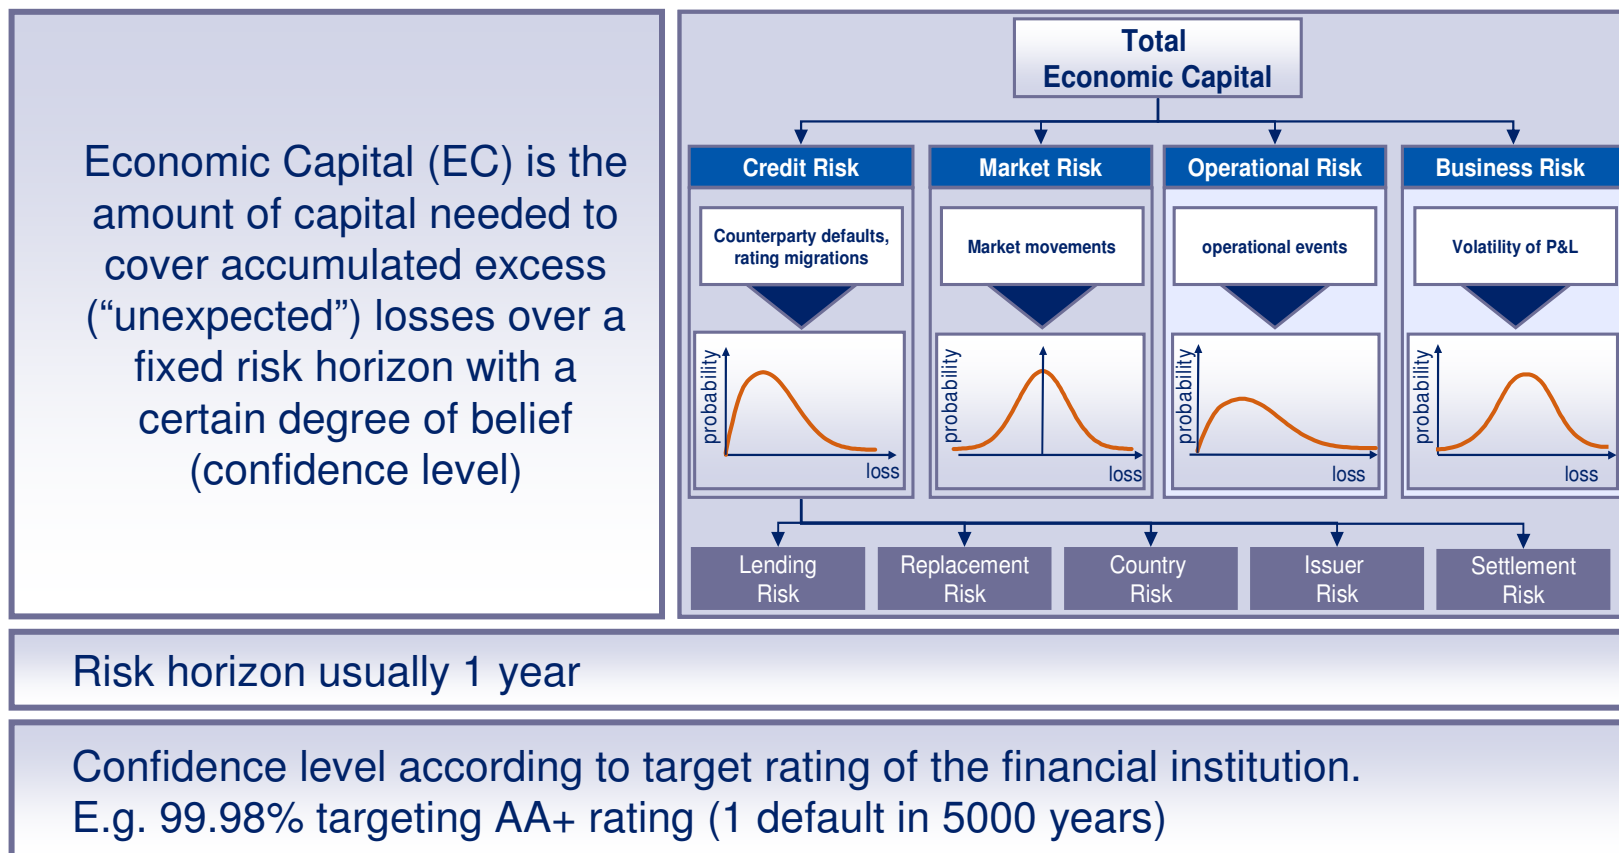 Economic Capital (EC) is the
amount of capital needed to
cover accumulated excess
(“unexpected”) losses over a
fixed risk horizon with a
certain degree of belief
(confidence level)
Total
Economic Capital
Credit Risk
Market Risk
Operational Risk
Business Risk
Counterparty defaults,
rating migrations
Market movements
operational events
Volatility of P&L
probability
loss
probability
loss
probability
loss
probability
loss
Lending
Risk
Replacement
Risk
Country
Risk
Issuer
Risk
Settlement
Risk
Risk horizon usually 1 year
Confidence level according to target rating of the financial institution.
E.g. 99.98% targeting AA+ rating (1 default in 5000 years)